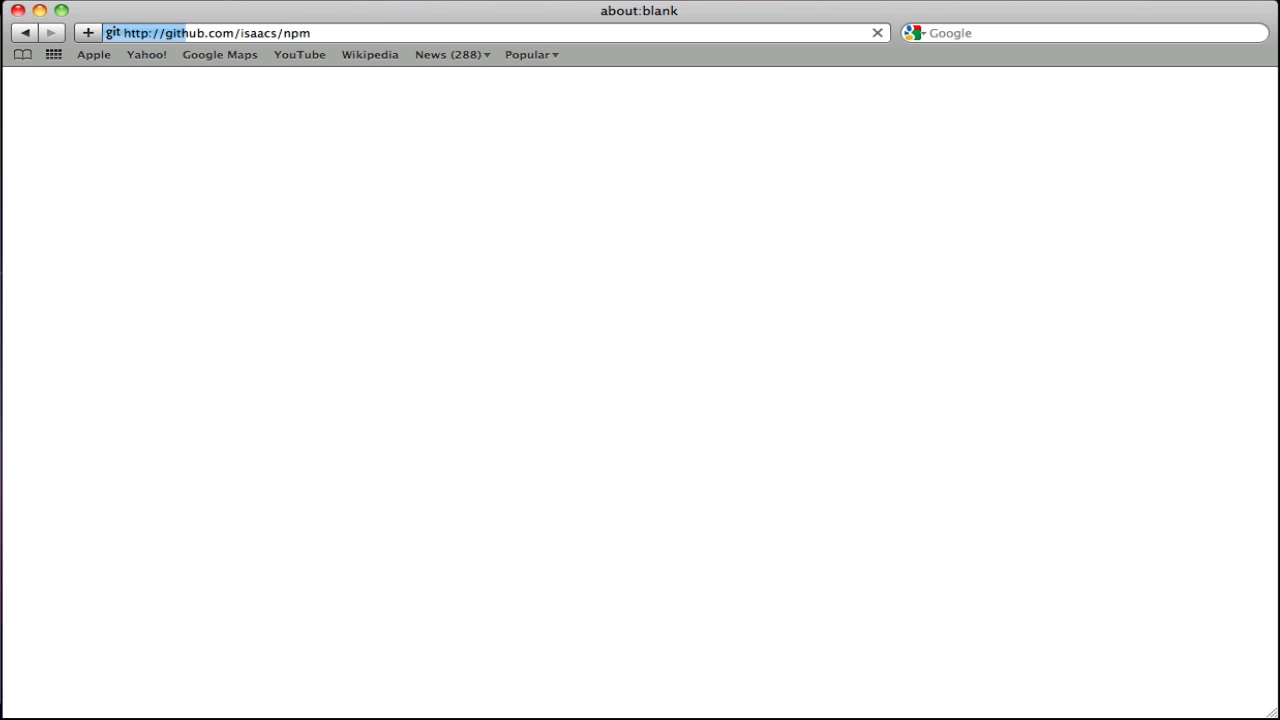 about:blank
git http://github.com/isaacs/npm
Google
Apple Yahoo! Google Maps YouTube Wikipedia News (288) Popular